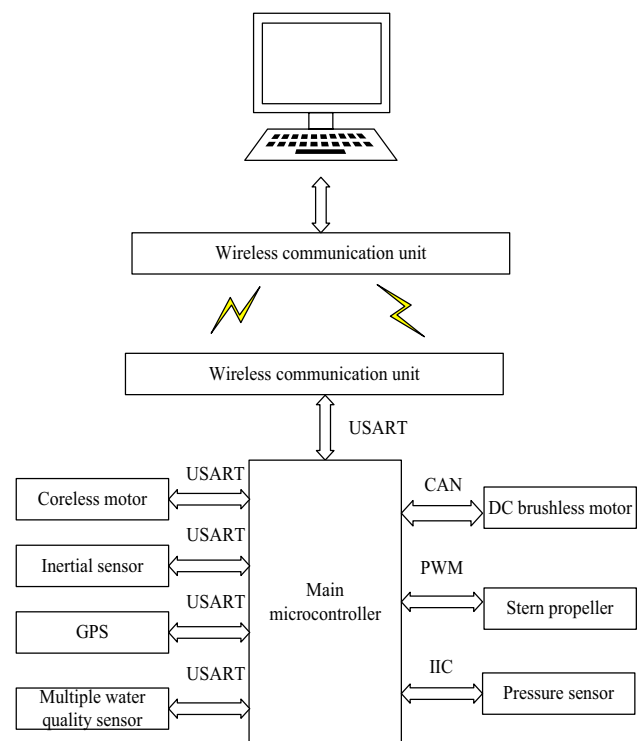 Wireless communication unit
Wireless communication unit
USART
USART
Coreless motor
USART
Inertial sensor
USART
GPS
USART
Multiple water
quality sensor
Main
microcontroller
CAN
DC brushless motor
PWM
Stern propeller
IIC
Pressure sensor